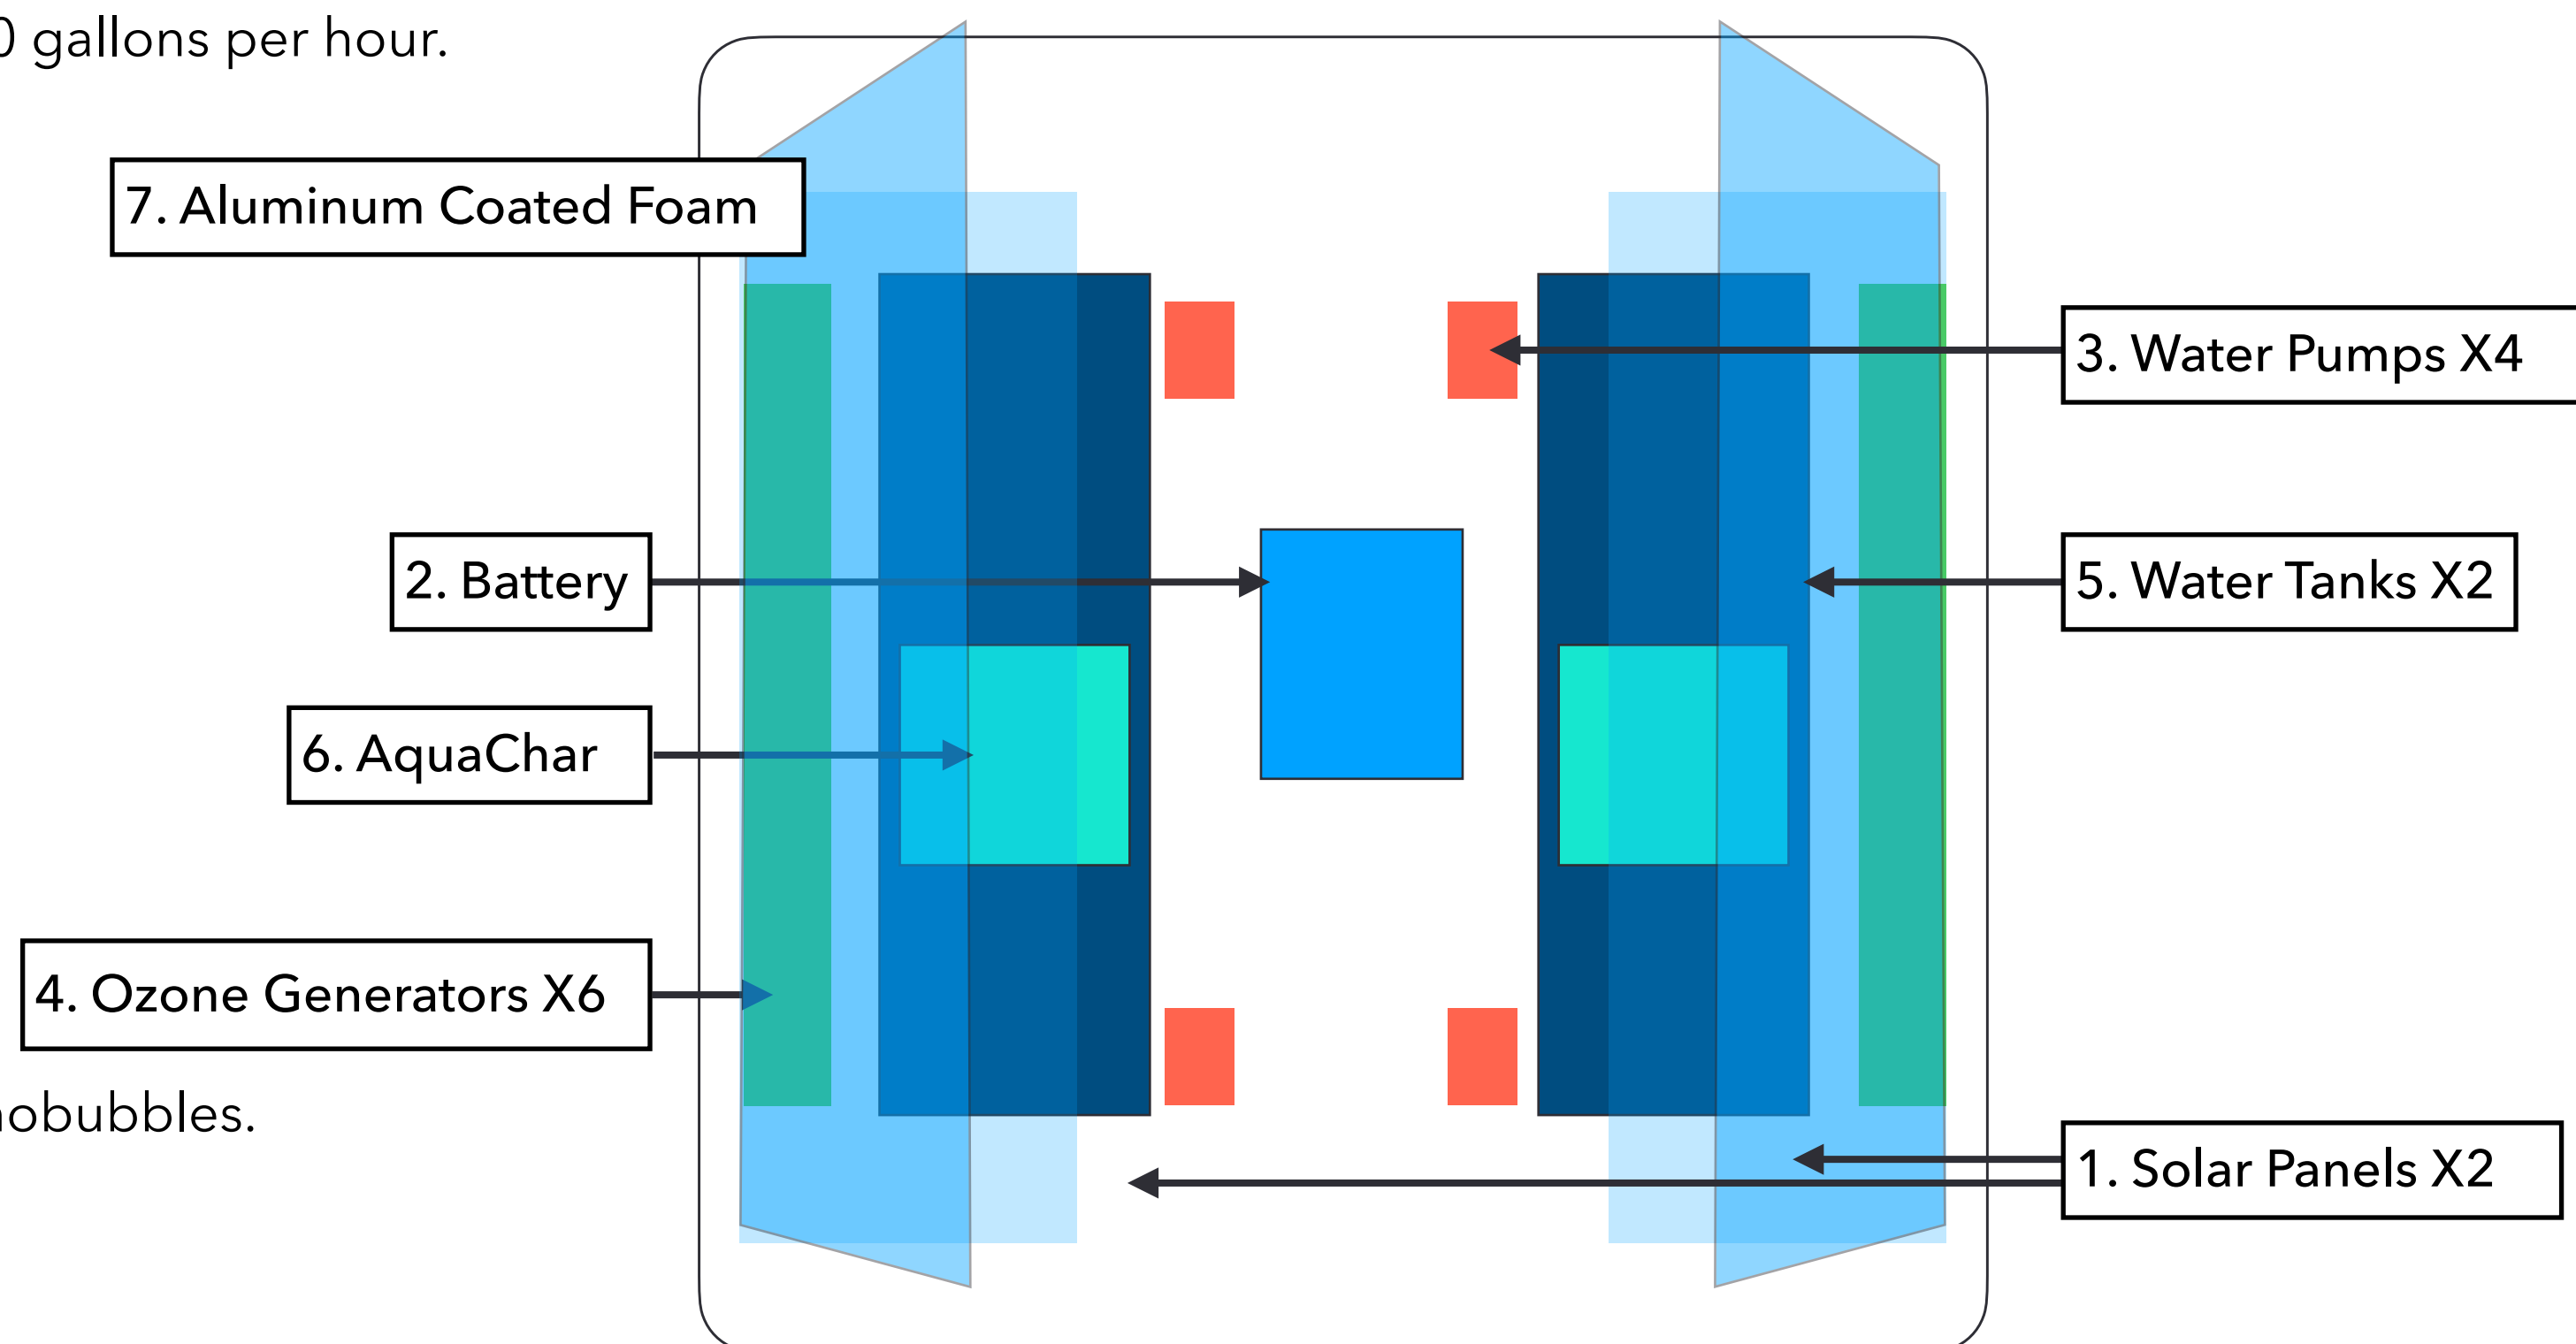 gallons per hour.
7. Aluminum Coated Foam
3. Water Pumps X4
2. Battery
5. Water Tanks X2
6. AquaChar
4. Ozone Generators X6
1. Solar Panels X2